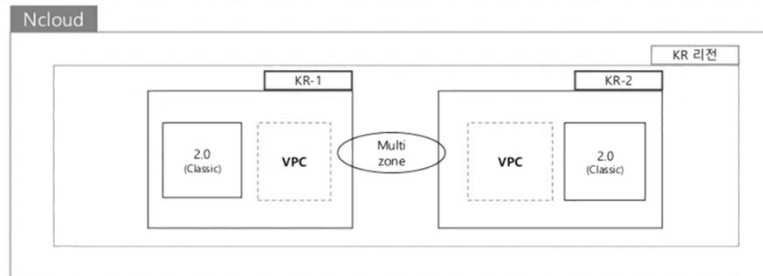 Ncloud
KR 리전
KR-1
KR-2
2.0
(Classic)
VPC
Multi
zone
VPC
2.0
(Classic)